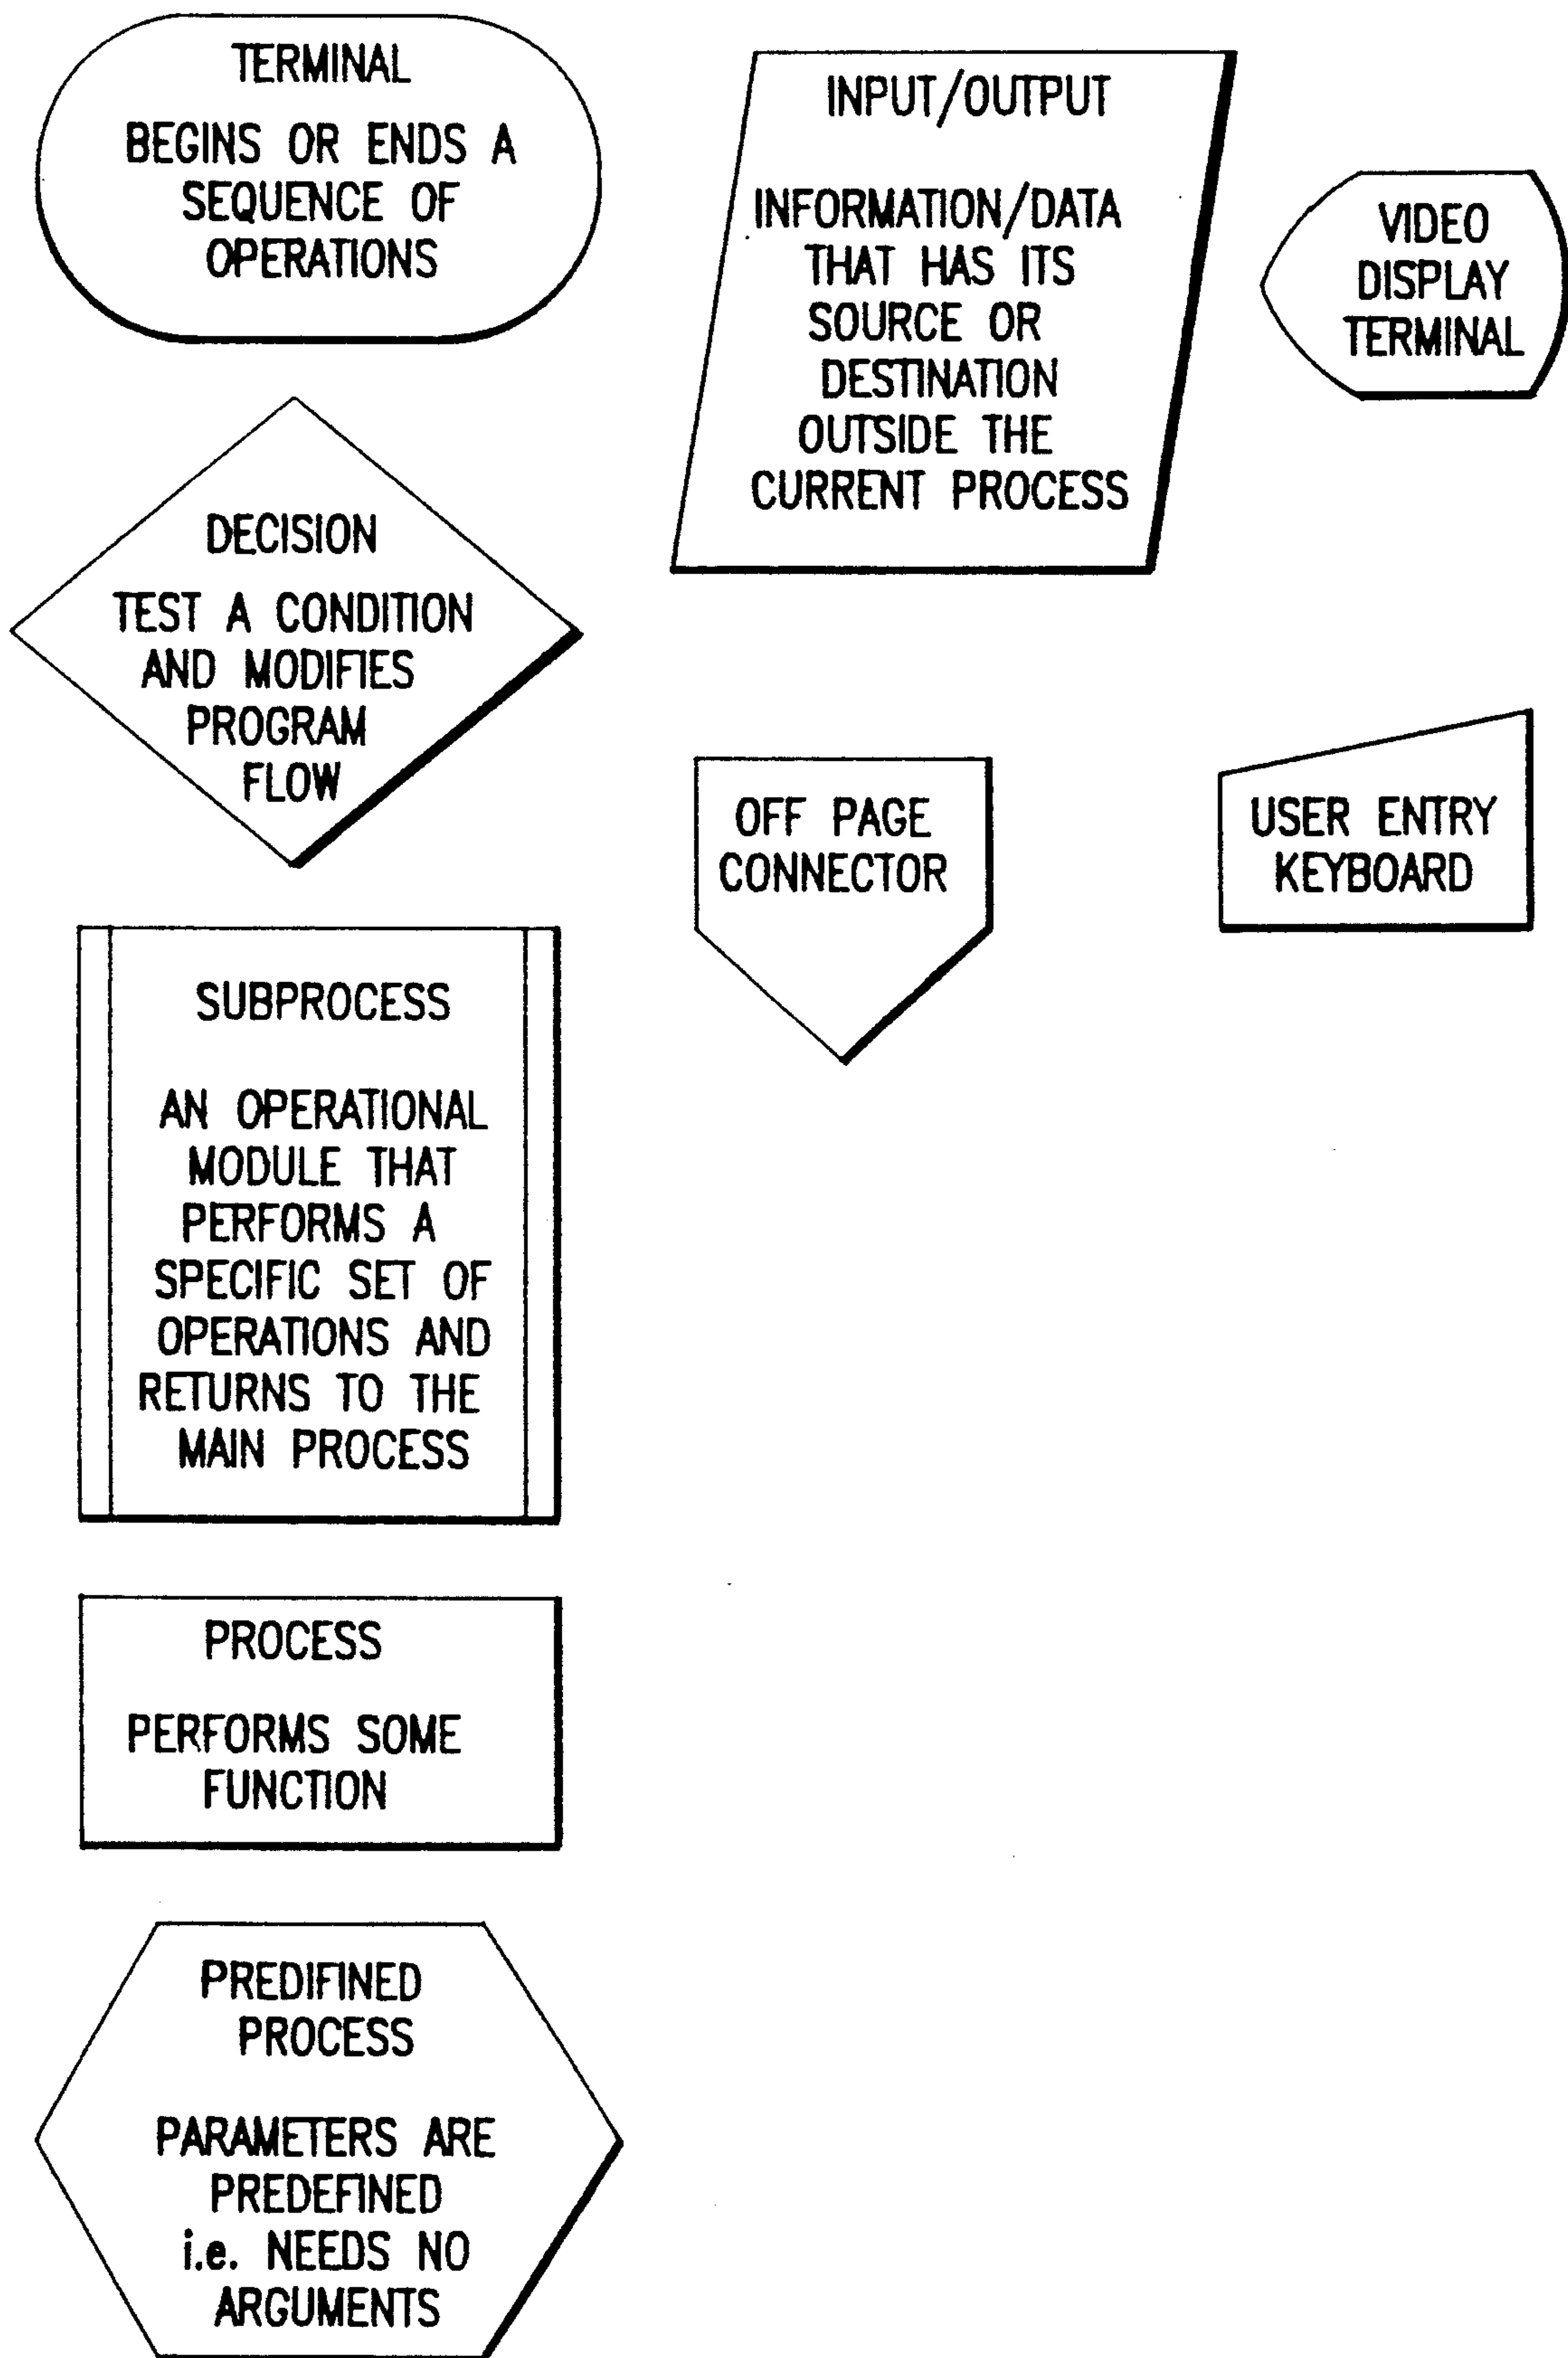 TERMINAL
BEGINS OR ENDS A
SEQUENCE OF
OPERATIONS
DECISION
TEST A CONDITION
AND MODIFIES
PROGRAM
FLOW
SUBPROCESS
AN OPERATIONAL
MODULE THAT
PERFORMS A
SPECIFIC SET OF
OPERATIONS AND
RETURNS TO THE
MAIN PROCESS
PROCESS
PERFORMS SOME
FUNCTION
PREDIFINED
PROCESS
PARAMETERS ARE
PREDEFINED
i.e. NEEDS NO
ARGUMENTS
INPUT/OUTPUT
INFORMATION/DATA
THAT HAS ITS
SOURCE OR
DESTINATION
OUTSIDE THE
CURRENT PROCESS
OFF PAGE
CONNECTOR
VIDEO
DISPLAY
TERMINAL
USER ENTRY
KEYBOARD